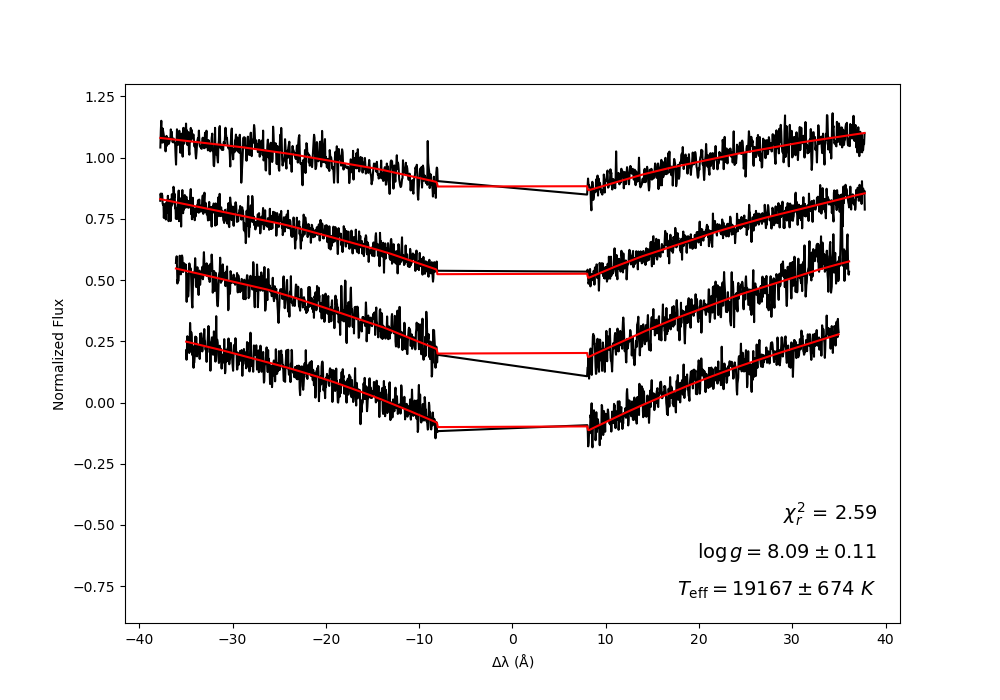 1.25
1.00
0.75
0.50
0.25
0.00
−0.25
−0.50
−0.75
Normalized Flux
χ²ᵣ = 2.59
log g = 8.09 ± 0.11
T_eff = 19167 ± 674 K
−40 −30 −20 −10 0 10 20 30 40
Δλ (Å)